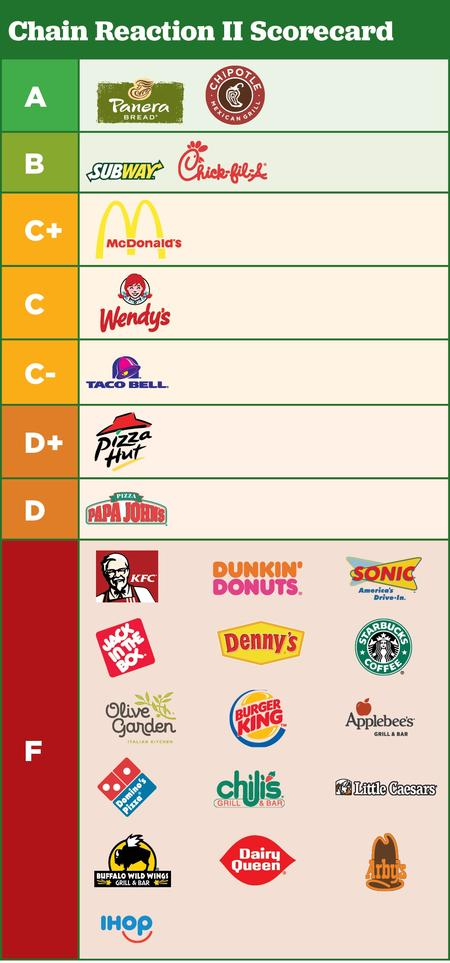 Chain Reaction II Scorecard
A
Panera
BREAD®
CHIPOTLE
MEXICAN GRILL
B
SUBWAY
Chick-fil-A
C+
McDonald's
C
Wendy's
C-
TACO BELL.
D+
Pizza
Hut
D
PIZZA
PAPA JOHNS
F
KFC
DUNKIN'
DONUTS
SONIC
America's
Drive-In.
JACK
IN THE
BOX
Denny's
STARBUCKS
COFFEE
Olive
Garden
ITALIAN KITCHEN
BURGER
KING
Applebee's
GRILL & BAR
Domino's
Pizza
chili's
GRILL & BAR
Little Caesars
BUFFALO WILD WINGS
GRILL & BAR
Dairy
Queen
Arby's
IHOP